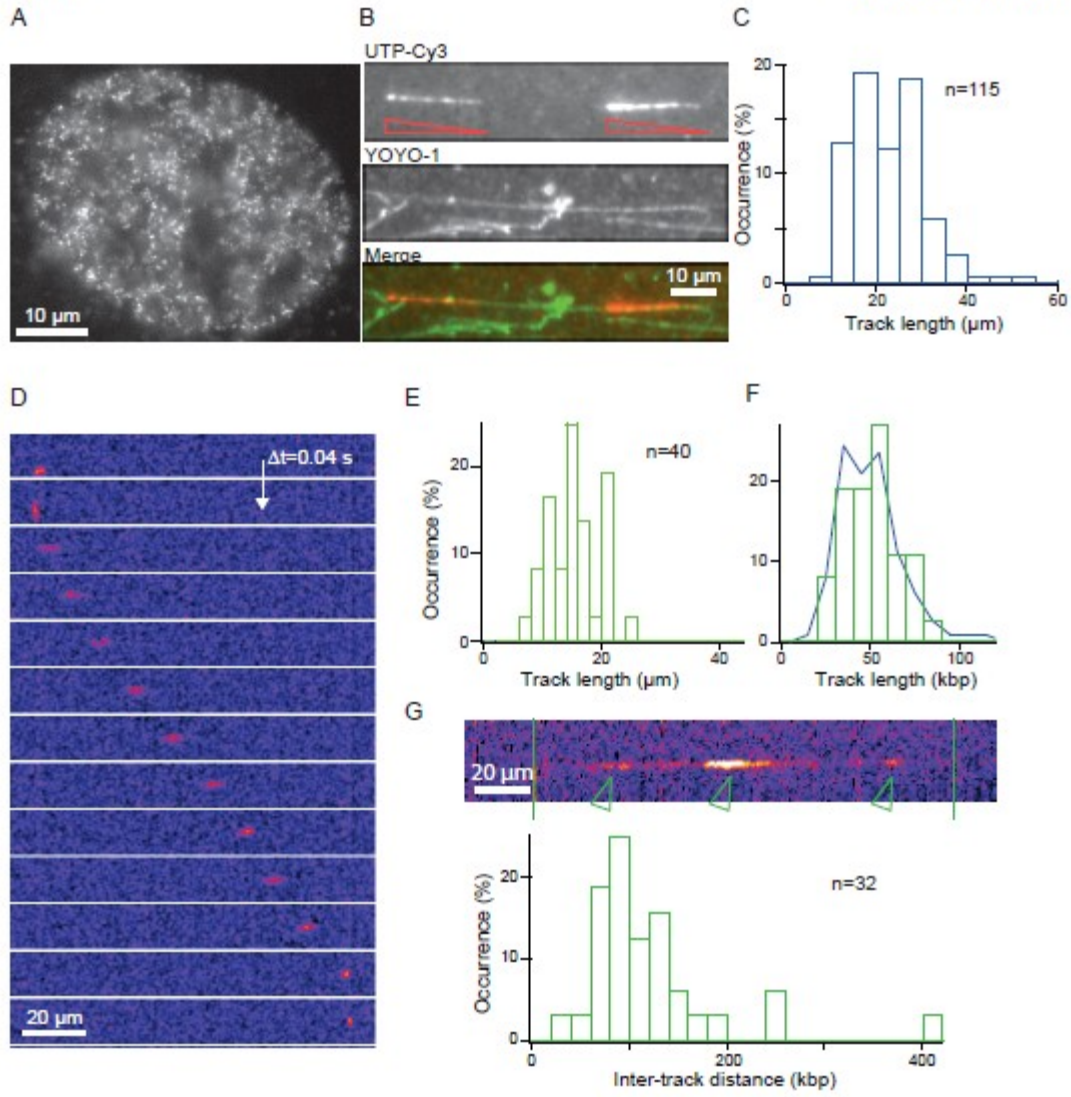 A
B
C
UTP-Cy3
YOYO-1
Merge
10 µm
10 µm
Occurrence (%)
20
10
0
n=115
0 20 40 60
Track length (µm)
D
Δt=0.04 s
20 µm
E
Occurrence (%)
20
10
0
n=40
0 20 40
Track length (µm)
F
20
10
0
0 50 100
Track length (kbp)
G
20 µm
Occurrence (%)
20
10
0
n=32
0 200 400
Inter-track distance (kbp)